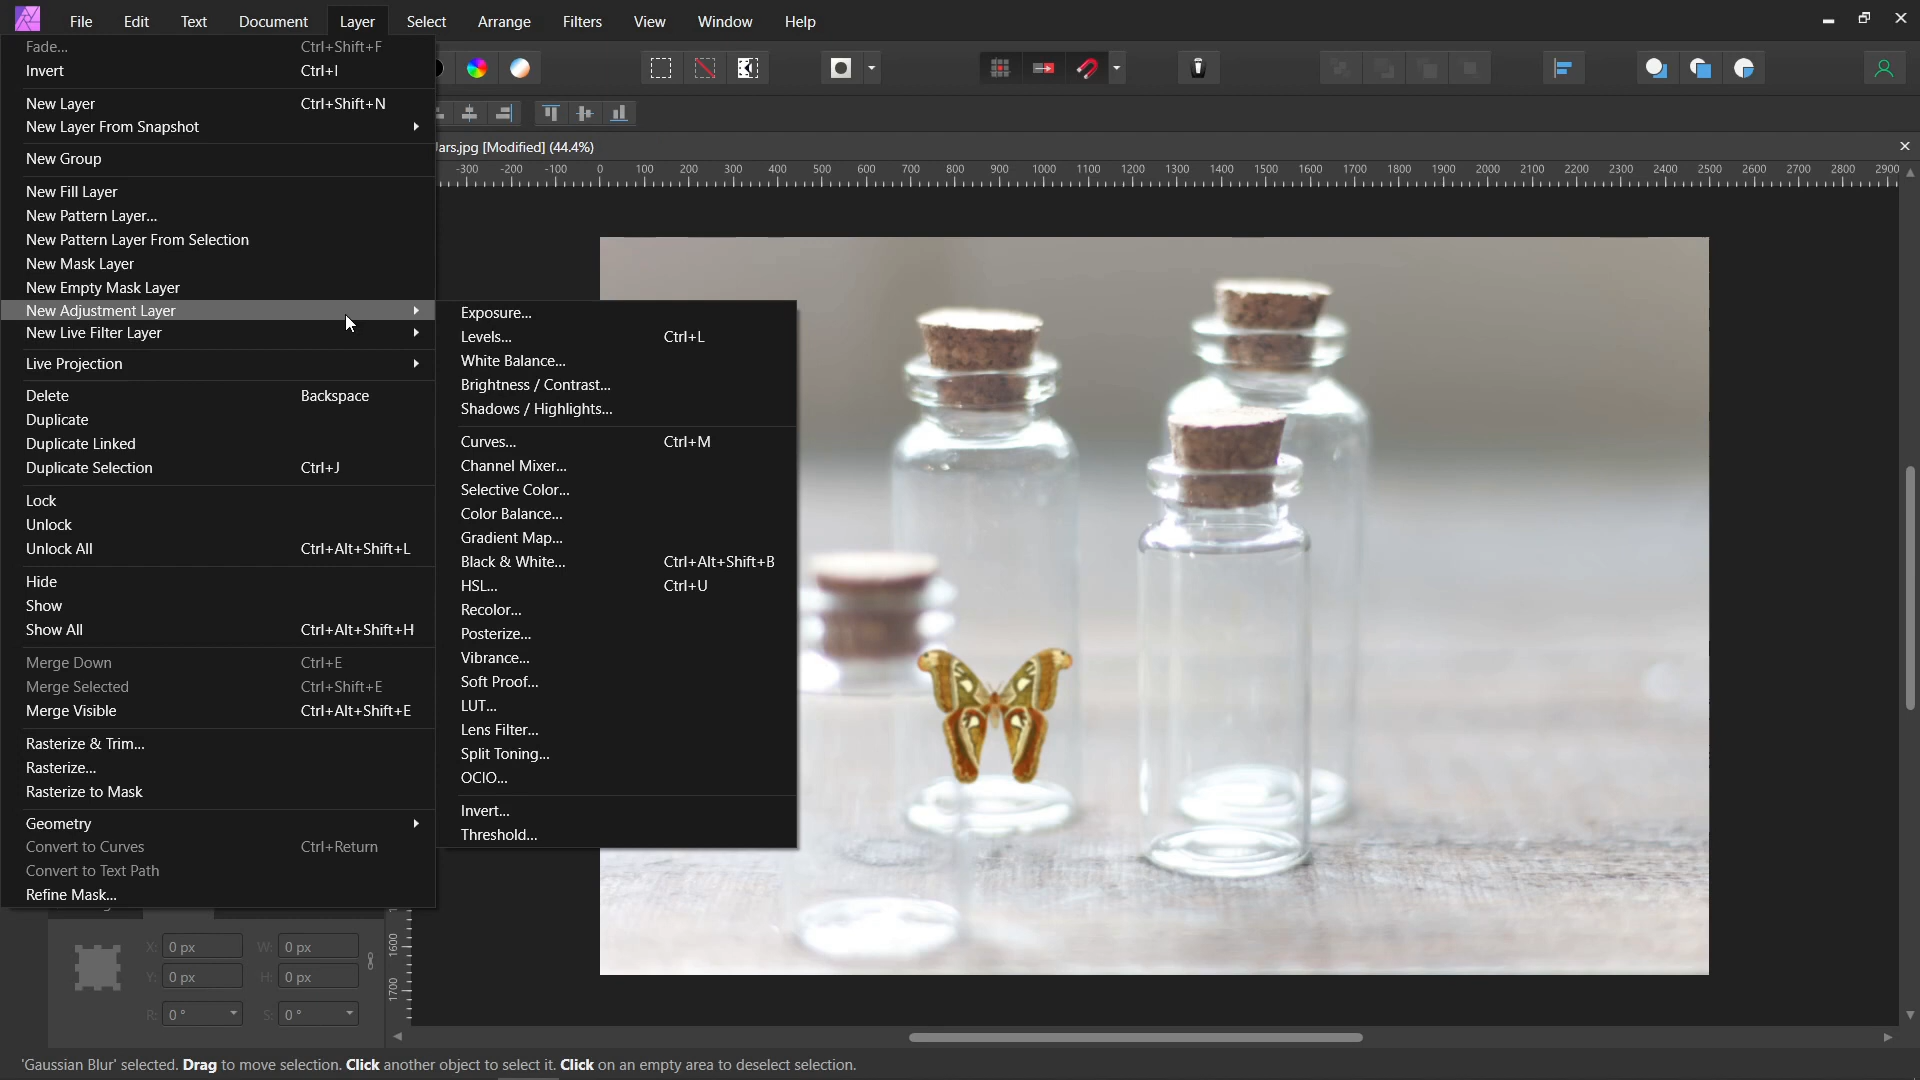 File Edit Text Document Layer Select Arrange Filters View Window Help
Fade... Ctrl+Shift+F
Invert Ctrl+I
New Layer Ctrl+Shift+N
New Layer From Snapshot
New Group
New Fill Layer
New Pattern Layer...
New Pattern Layer From Selection
New Mask Layer
New Empty Mask Layer
New Adjustment Layer
New Live Filter Layer
Live Projection
Delete Backspace
Duplicate
Duplicate Linked
Duplicate Selection Ctrl+J
Lock
Unlock
Unlock All Ctrl+Alt+Shift+L
Hide
Show
Show All Ctrl+Alt+Shift+H
Merge Down Ctrl+E
Merge Selected Ctrl+Shift+E
Merge Visible Ctrl+Alt+Shift+E
Rasterize & Trim...
Rasterize...
Rasterize to Mask
Geometry
Convert to Curves Ctrl+Return
Convert to Text Path
Refine Mask...
Exposure...
Levels... Ctrl+L
White Balance...
Brightness / Contrast...
Shadows / Highlights...
Curves... Ctrl+M
Channel Mixer...
Selective Color...
Color Balance...
Gradient Map...
Black & White... Ctrl+Alt+Shift+B
HSL... Ctrl+U
Recolor...
Posterize...
Vibrance...
Soft Proof...
LUT...
Lens Filter...
Split Toning...
OCIO...
Invert...
Threshold...
ars.jpg [Modified] (44.4%)
-300 -200 -100 0 100 200 300 400 500 600 700 800 900 1000 1100 1200 1300 1400 1500 1600 1700 1800 1900 2000 2100 2200 2300 2400 2500 2600 2700 2800 2900
1600
1700
X: 0 px W: 0 px
Y: 0 px H: 0 px
R: 0 ° S: 0 °
'Gaussian Blur' selected. Drag to move selection. Click another object to select it. Click on an empty area to deselect selection.